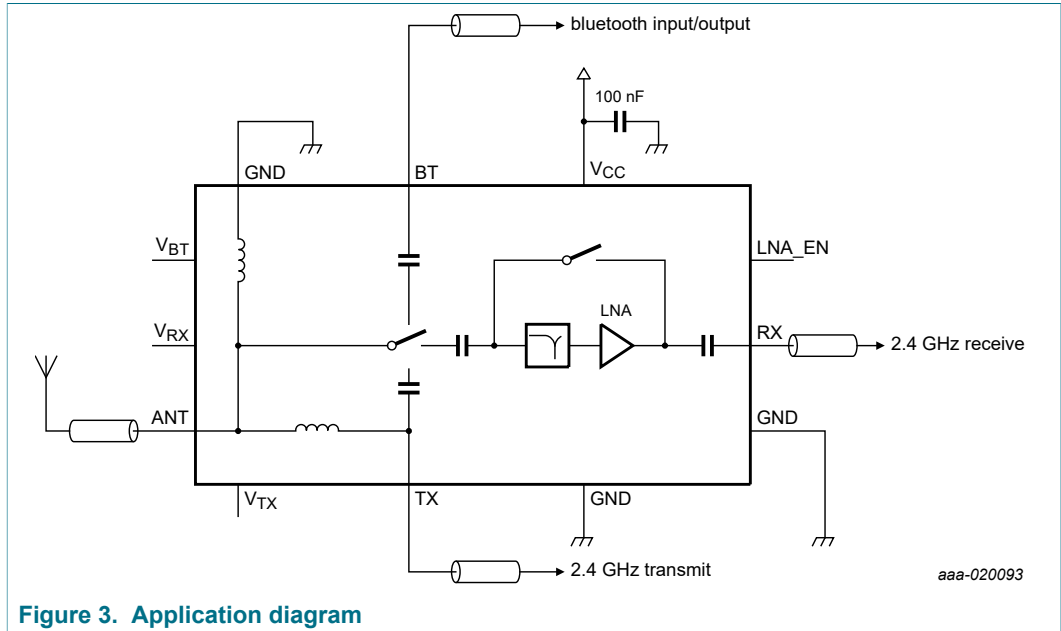 bluetooth input/output
100 nF
GND
BT
VCC
VBT
LNA_EN
LNA
VRX
RX
2.4 GHz receive
ANT
GND
VTX
TX
GND
2.4 GHz transmit
aaa-020093
Figure 3. Application diagram